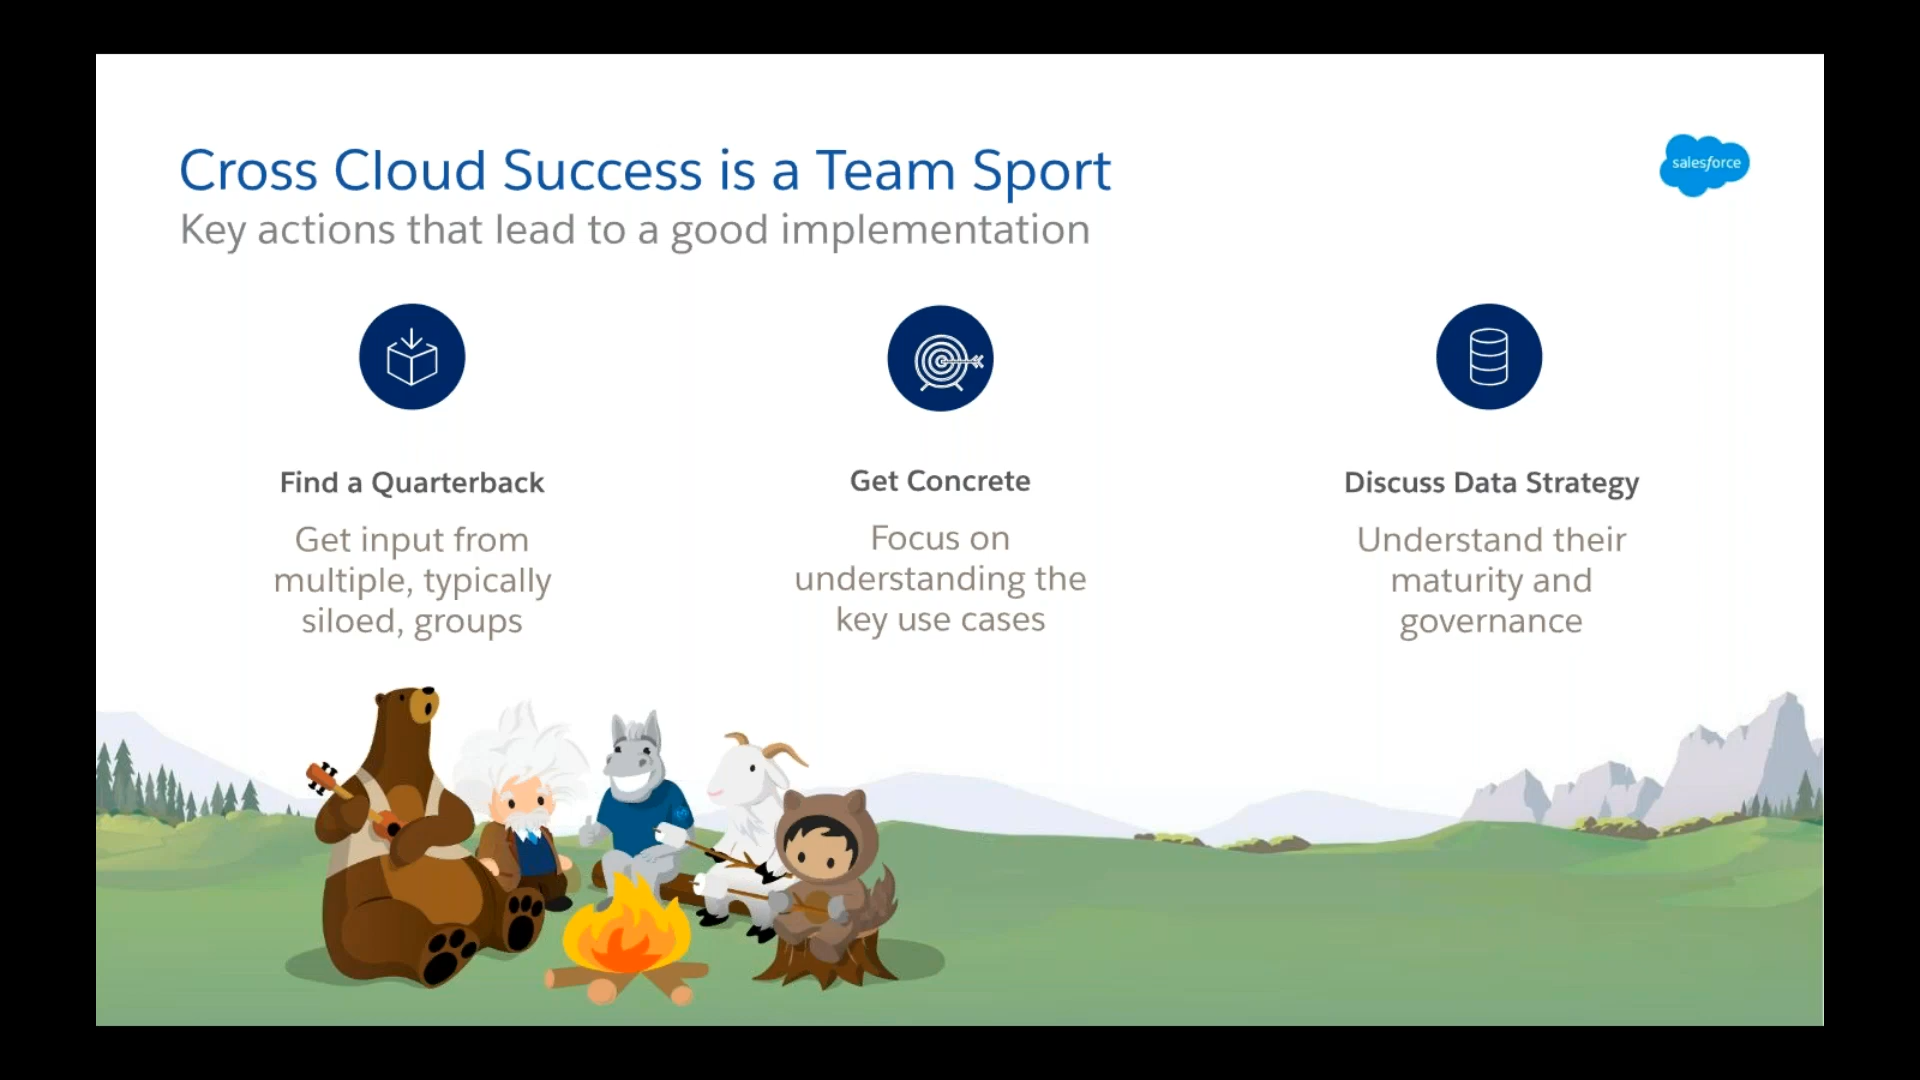 Cross Cloud Success is a Team Sport
salesforce
Key actions that lead to a good implementation
Find a Quarterback
Get input from
multiple, typically
siloed, groups
Get Concrete
Focus on
understanding the
key use cases
Discuss Data Strategy
Understand their
maturity and
governance